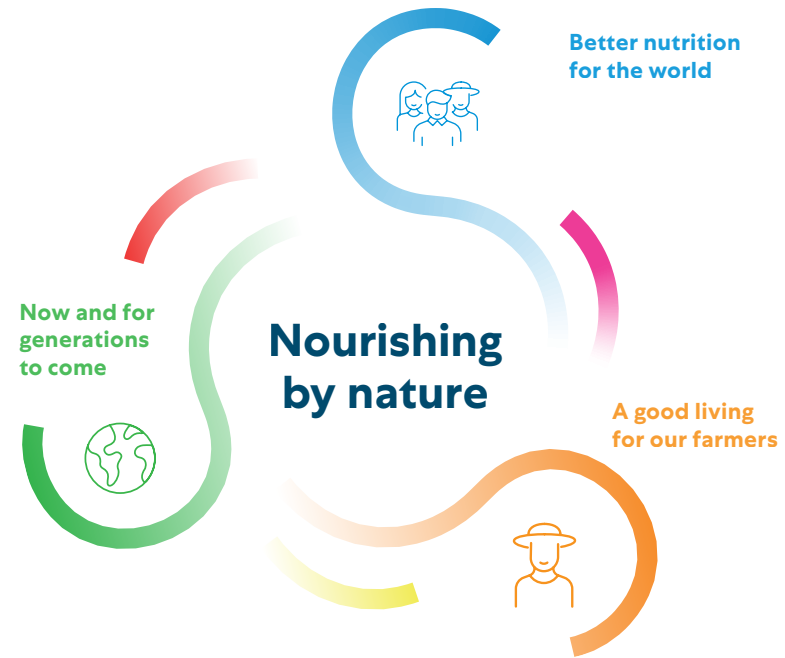 Better nutrition
for the world
Now and for
generations
to come
Nourishing
by nature
A good living
for our farmers